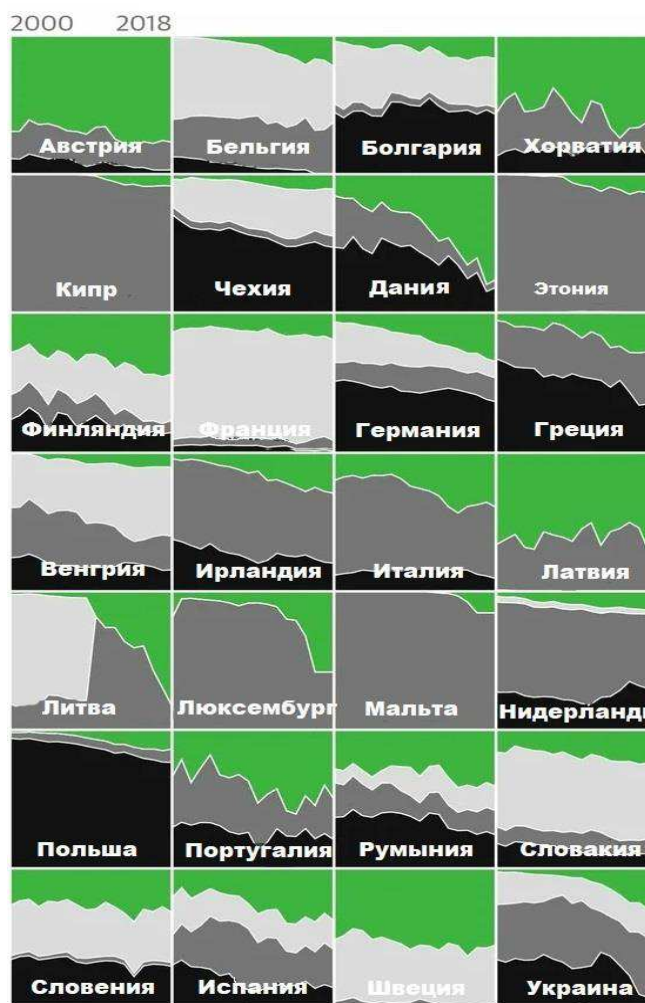 2000 2018
Австрия Бельгия Болгария Хорватия
Кипр Чехия Дания Этония
Финляндия Франция Германия Греция
Венгрия Ирландия Италия Латвия
Литва Люксембург Мальта Нидерланды
Польша Португалия Румыния Словакия
Словения Испания Швеция Украина